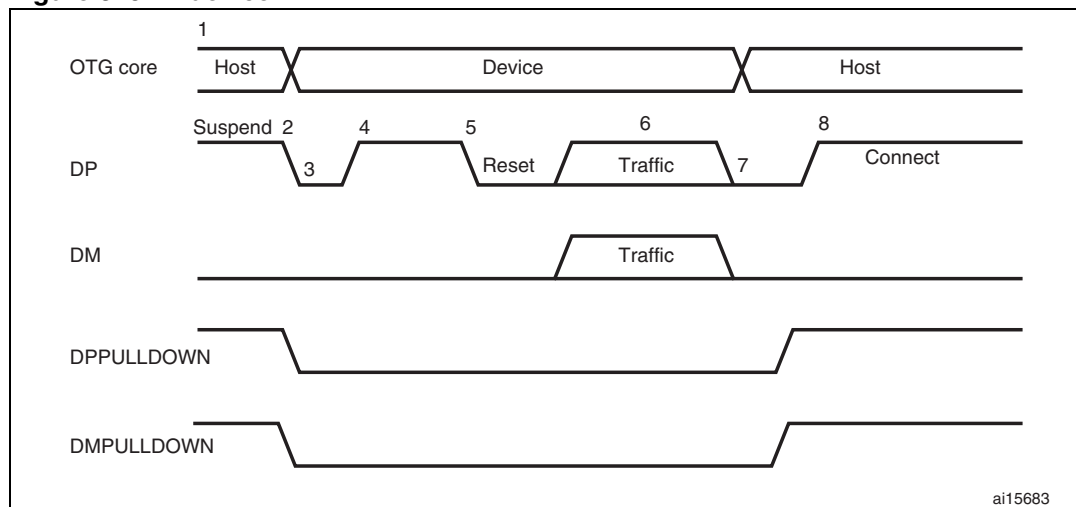 1
OTG core Host Device Host
Suspend 2 4 5 6 8
DP 3 Reset Traffic 7 Connect
DM Traffic
DPPULLDOWN
DMPULLDOWN
ai15683